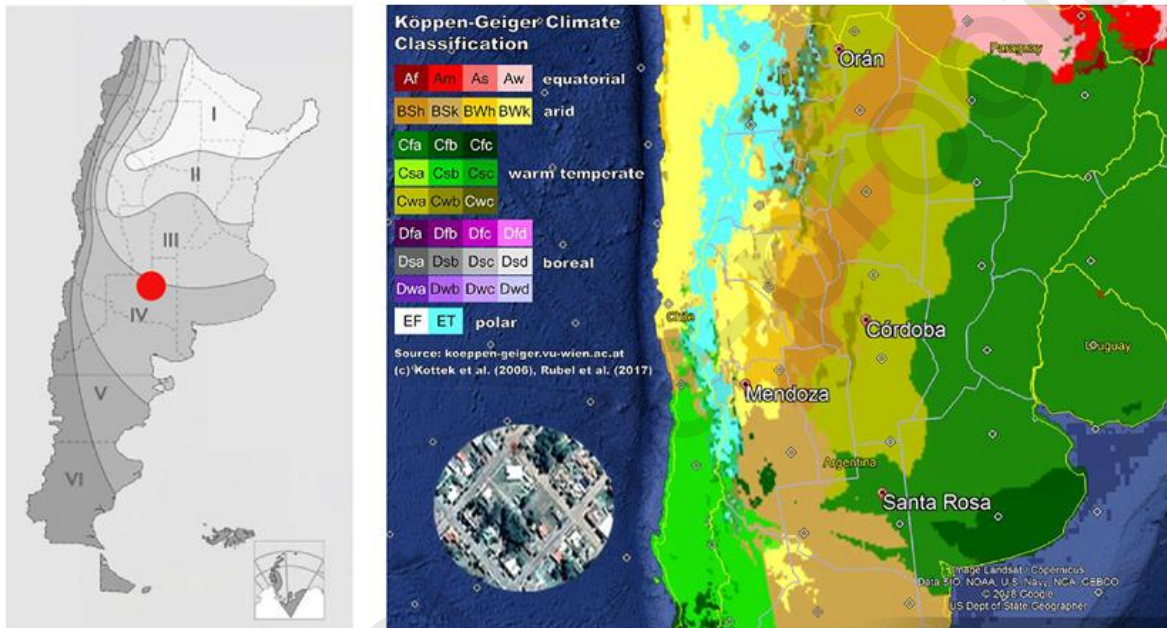 I
II
III
IV
V
VI
Köppen-Geiger Climate
Classification
Af Am As Aw equatorial
BSh BSk BWh BWk arid
Cfa Cfb Cfc
Csa Csb Csc warm temperate
Cwa Cwb Cwc
Dfa Dfb Dfc Dfd
Dsa Dsb Dsc Dsd boreal
Dwa Dwb Dwc Dwd
EF ET polar
Source: koeppen-geiger.vu-wien.ac.at
(c) Kottek et al. (2006), Rubel et al. (2017)
Orán
Paraguay
Chile
Córdoba
Uruguay
Mendoza
Argentina
Santa Rosa
Image Landsat / Copernicus
Data SIO, NOAA, U.S. Navy, NGA, GEBCO
© 2018 Google
US Dept of State Geographer